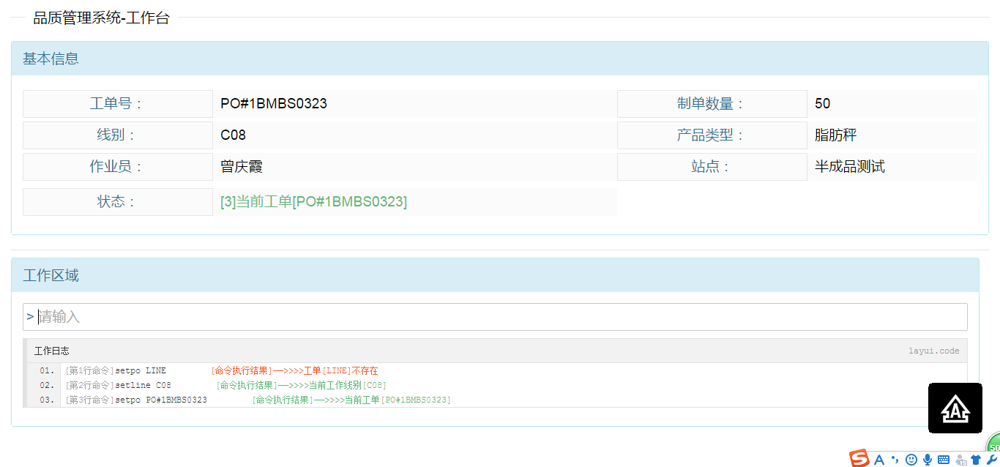 品质管理系统-工作台
基本信息
工单号： PO#1BMBS0323 制单数量： 50
线别： C08 产品类型： 脂肪秤
作业员： 曾庆霞 站点： 半成品测试
状态： [3]当前工单[PO#1BMBS0323]
工作区域
> 请输入
工作日志 layui.code
01. [第1行命令]setpo LINE [命令执行结果]—>>>>工单[LINE]不存在
02. [第2行命令]setline C08 [命令执行结果]—>>>>当前工作线别[C08]
03. [第3行命令]setpo PO#1BMBS0323 [命令执行结果]—>>>>当前工单[PO#1BMBS0323]
A
50
S A